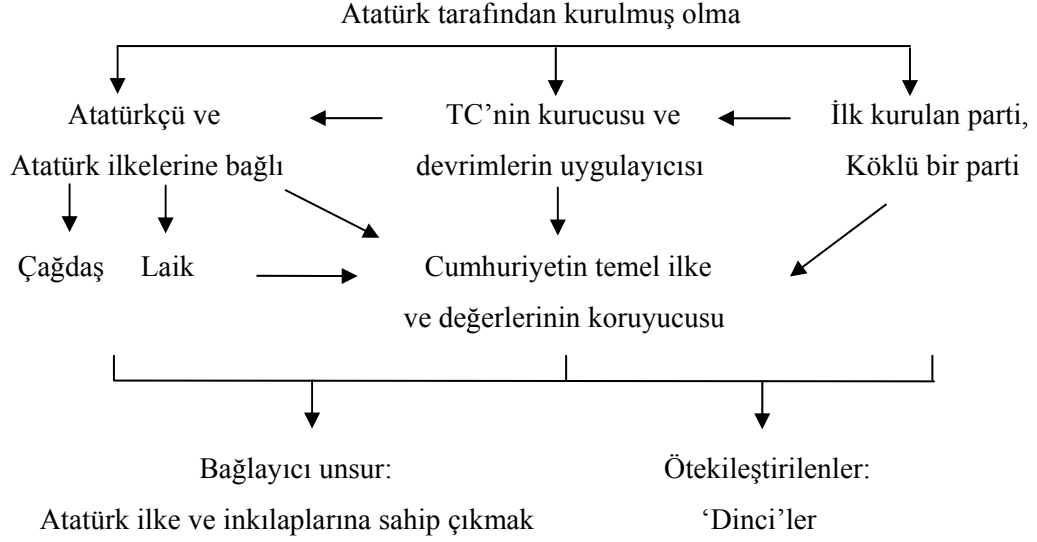 Atatürk tarafından kurulmuş olma
Atatürkçü ve TC’nin kurucusu ve İlk kurulan parti,
Atatürk ilkelerine bağlı devrimlerin uygulayıcısı Köklü bir parti
Çağdaş Laik Cumhuriyetin temel ilke
ve değerlerinin koruyucusu
Bağlayıcı unsur: Ötekileştirilenler:
Atatürk ilke ve inkılaplarına sahip çıkmak ‘Dinci’ler